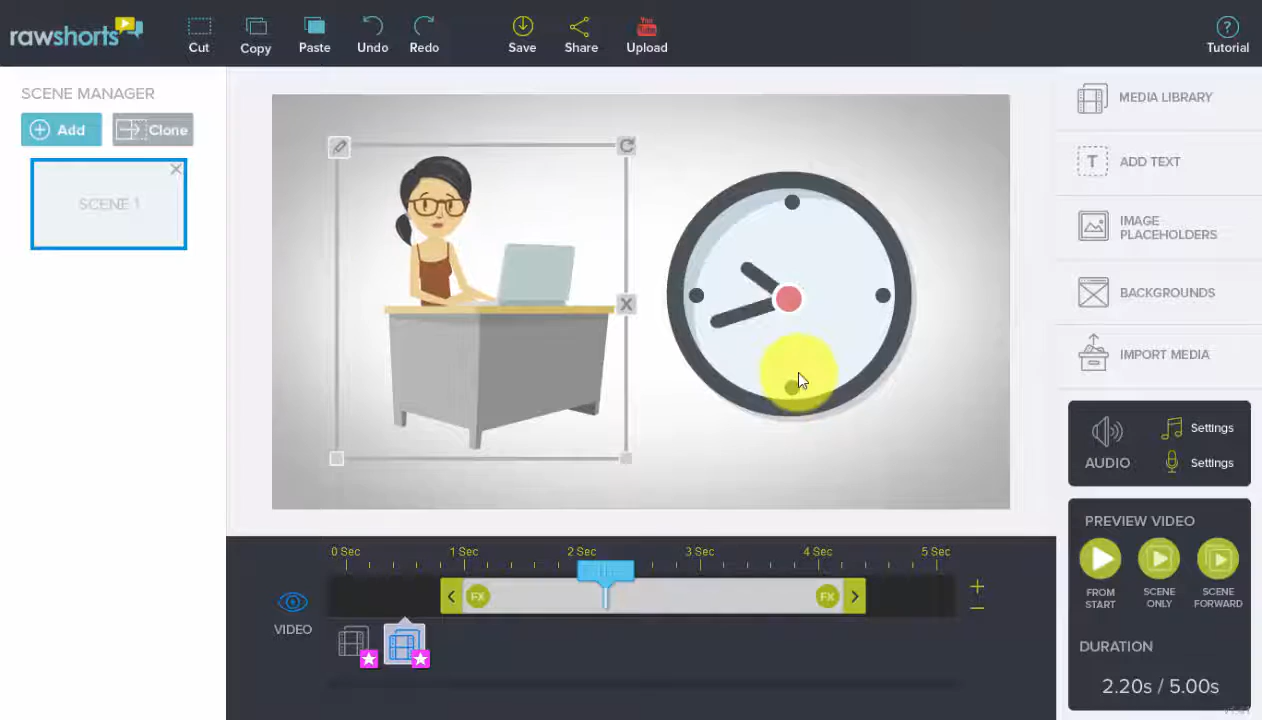 rawshorts
Cut
Copy
Paste
Undo
Redo
Save
Share
You
Tube
Upload
?
Tutorial
SCENE MANAGER
Add
Clone
SCENE 1
MEDIA LIBRARY
T
ADD TEXT
IMAGE
PLACEHOLDERS
BACKGROUNDS
IMPORT MEDIA
AUDIO
Settings
Settings
0 Sec
1 Sec
2 Sec
3 Sec
4 Sec
5 Sec
FX
FX
VIDEO
PREVIEW VIDEO
FROM
START
SCENE
ONLY
SCENE
FORWARD
DURATION
2.20s / 5.00s